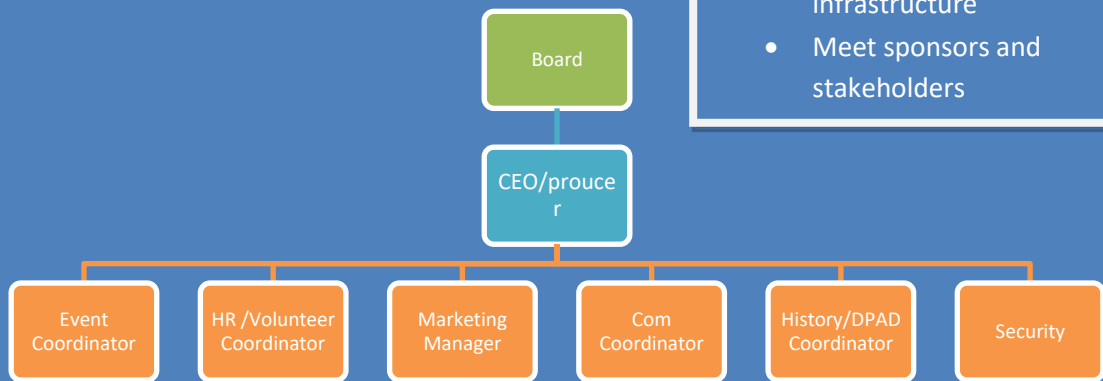 infrastructure
• Meet sponsors and
stakeholders
Board
CEO/prouce
r
Event
Coordinator
HR /Volunteer
Coordinator
Marketing
Manager
Com
Coordinator
History/DPAD
Coordinator
Security